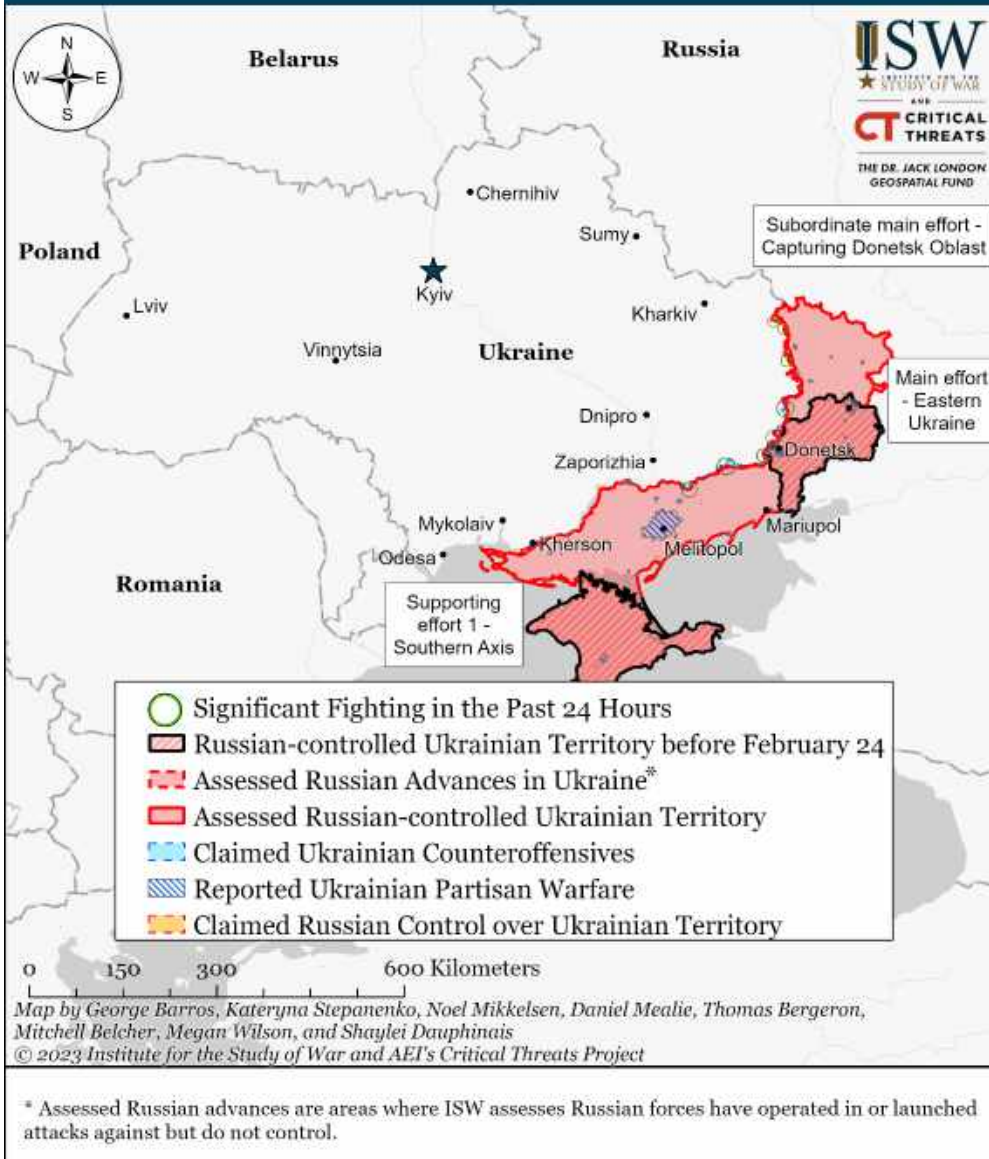 N
W
E
S
Belarus
Russia
ISW
INSTITUTE FOR THE
STUDY OF WAR
AND
CT CRITICAL
THREATS
THE DR. JACK LONDON
GEOSPATIAL FUND
Chernihiv
Subordinate main effort -
Capturing Donetsk Oblast
Sumy
Poland
Kyiv
Lviv
Kharkiv
Vinnytsia
Ukraine
Main effort
- Eastern
Ukraine
Dnipro
Donetsk
Zaporizhia
Mykolaiv
Mariupol
Kherson
Melitopol
Odesa
Romania
Supporting
effort 1 -
Southern Axis
Significant Fighting in the Past 24 Hours
Russian-controlled Ukrainian Territory before February 24
Assessed Russian Advances in Ukraine*
Assessed Russian-controlled Ukrainian Territory
Claimed Ukrainian Counteroffensives
Reported Ukrainian Partisan Warfare
Claimed Russian Control over Ukrainian Territory
0 150 300 600 Kilometers
Map by George Barros, Kateryna Stepanenko, Noel Mikkelsen, Daniel Mealie, Thomas Bergeron,
Mitchell Belcher, Megan Wilson, and Shaylei Dauphinais
© 2023 Institute for the Study of War and AEI's Critical Threats Project
* Assessed Russian advances are areas where ISW assesses Russian forces have operated in or launched
attacks against but do not control.